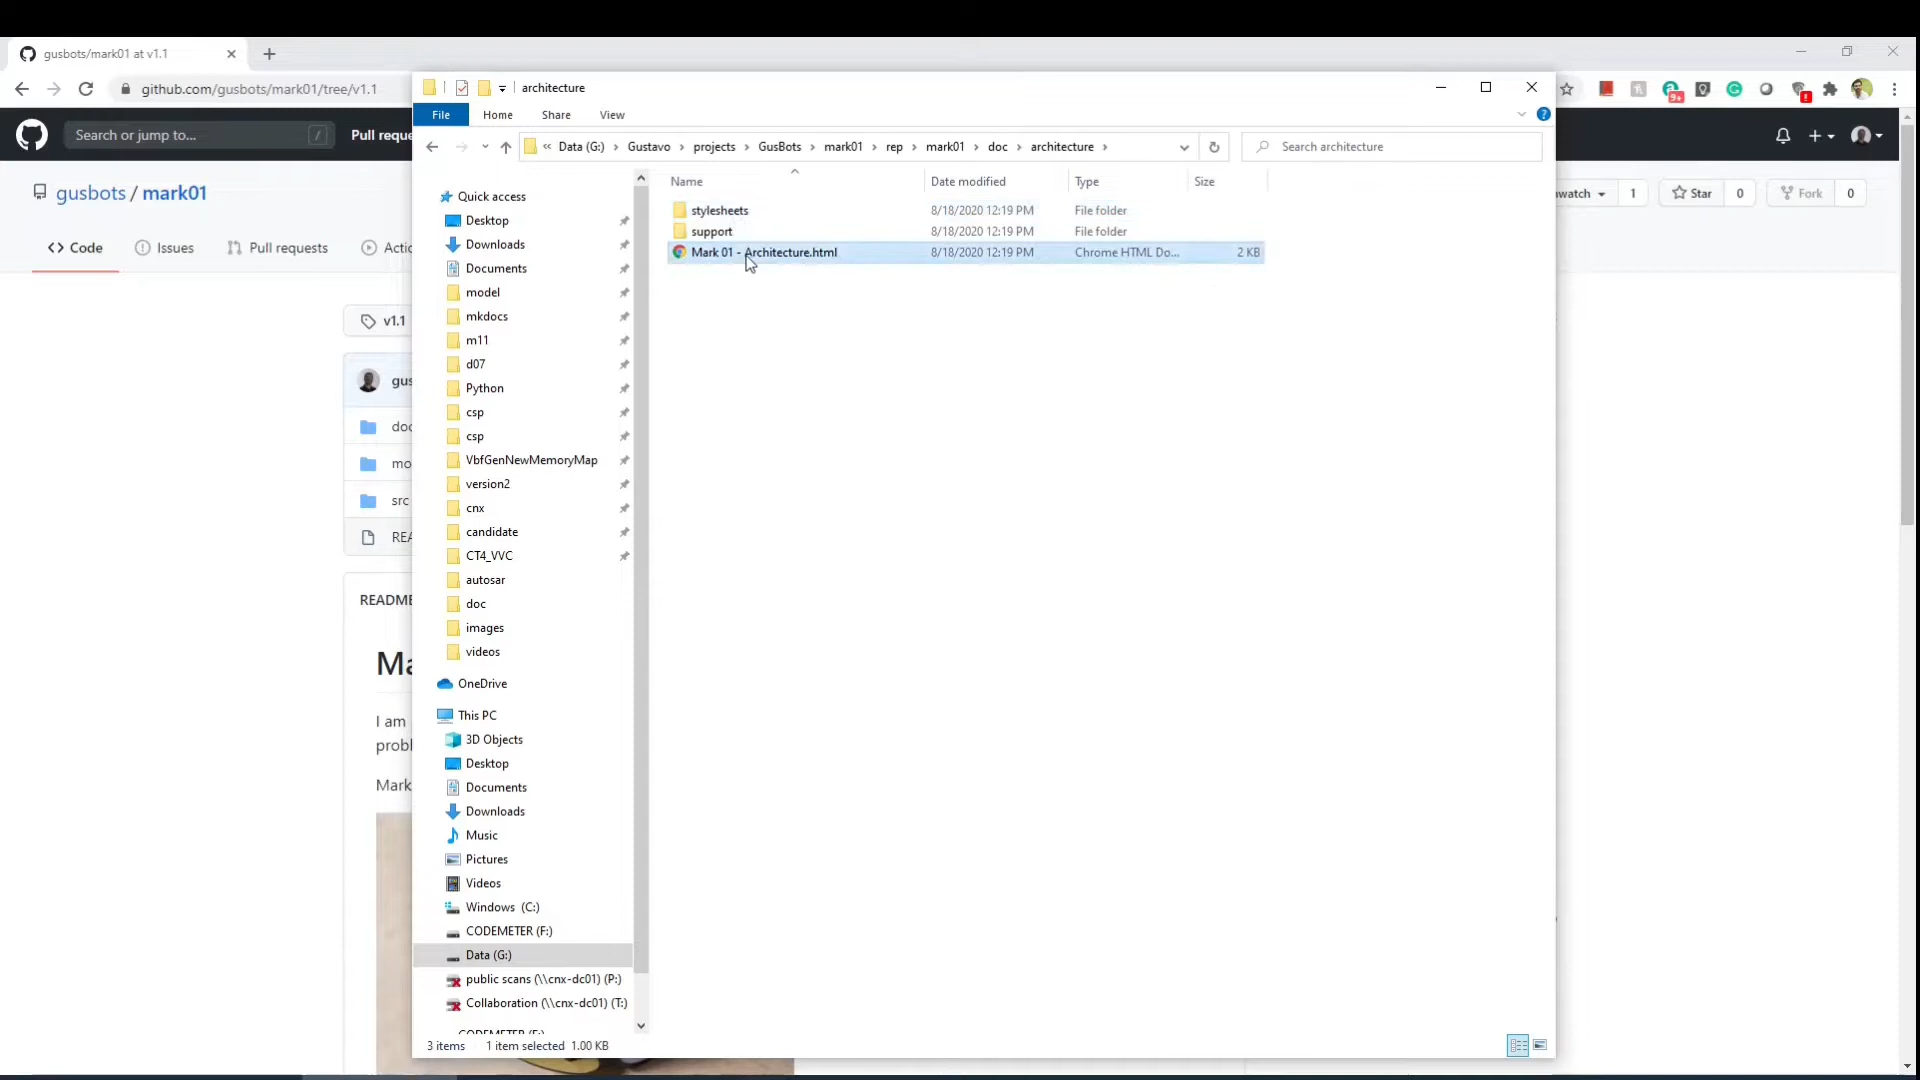 gusbots/mark01 at v1.1
github.com/gusbots/mark01/tree/v1.1
9+
Search or jump to...
/
Pull reque
gusbots / mark01
nwatch
1
Star
0
Fork
0
Code
Issues
Pull requests
Actic
v1.1
gus
doc
mo
src
REA
README
Ma
I am
probl
Mark
architecture
File
Home
Share
View
« Data (G:) › Gustavo › projects › GusBots › mark01 › rep › mark01 › doc › architecture ›
Search architecture
Name
Date modified
Type
Size
stylesheets
8/18/2020 12:19 PM
File folder
support
8/18/2020 12:19 PM
File folder
Mark 01 - Architecture.html
8/18/2020 12:19 PM
Chrome HTML Do...
2 KB
Quick access
Desktop
Downloads
Documents
model
mkdocs
m11
d07
Python
csp
csp
VbfGenNewMemoryMap
version2
cnx
candidate
CT4_VVC
autosar
doc
images
videos
OneDrive
This PC
3D Objects
Desktop
Documents
Downloads
Music
Pictures
Videos
Windows (C:)
CODEMETER (F:)
Data (G:)
public scans (\\cnx-dc01) (P:)
Collaboration (\\cnx-dc01) (T:)
CODEMETER (F:)
3 items
1 item selected 1.00 KB